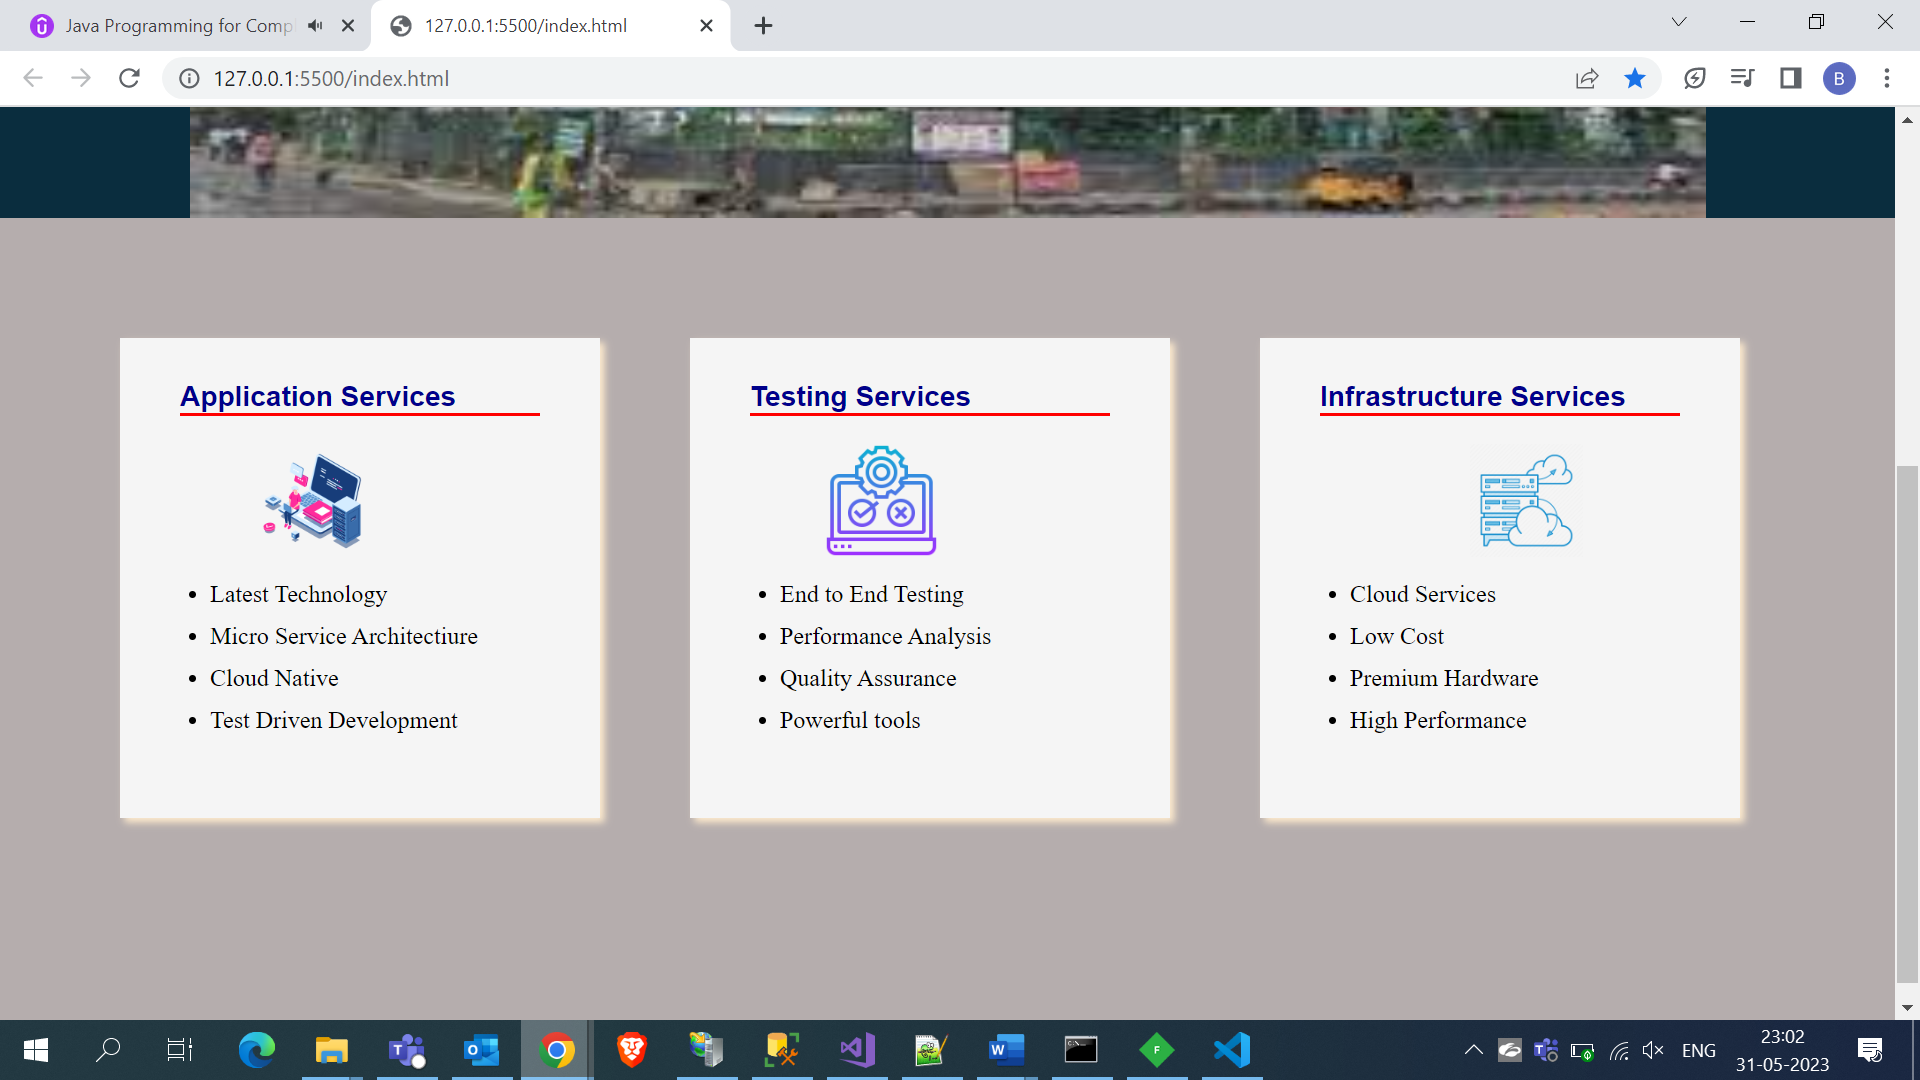 Java Programming for Comp
127.0.0.1:5500/index.html
127.0.0.1:5500/index.html
B
Application Services
Latest Technology
Micro Service Architectiure
Cloud Native
Test Driven Development
Testing Services
End to End Testing
Performance Analysis
Quality Assurance
Powerful tools
Infrastructure Services
Cloud Services
Low Cost
Premium Hardware
High Performance
ENG
23:02
31-05-2023